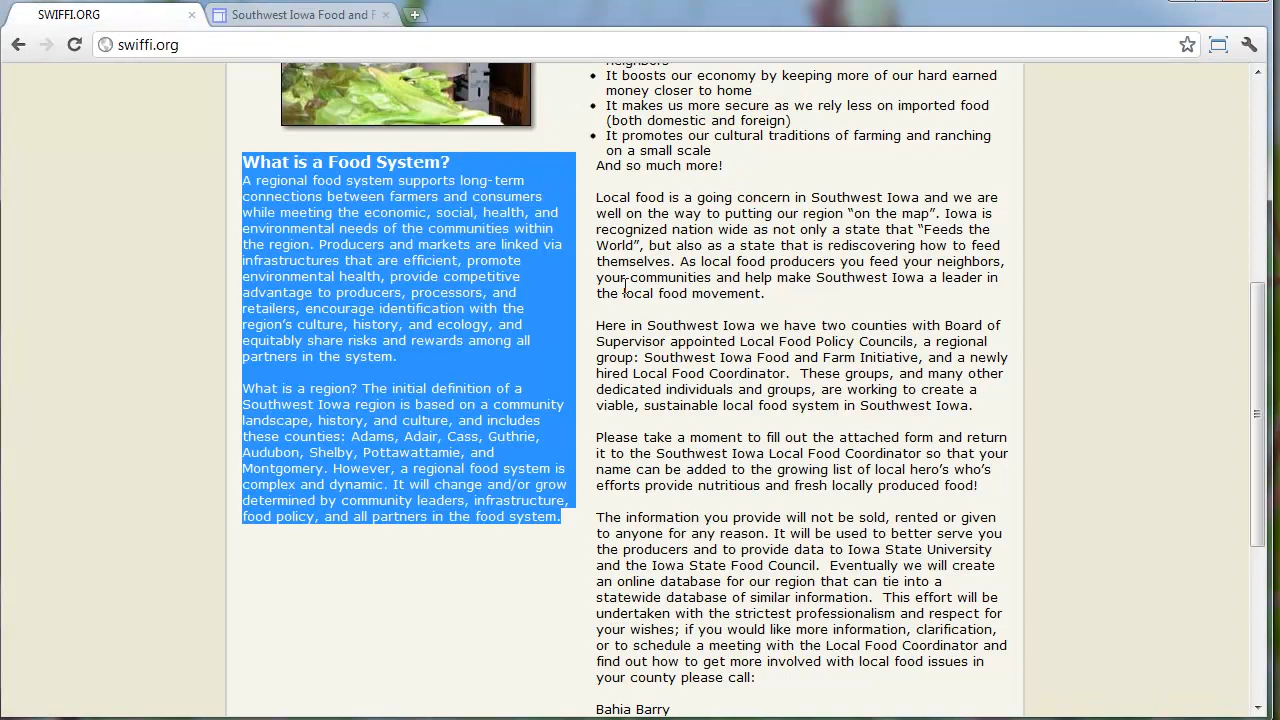 SWIFFI.ORG
Southwest Iowa Food and F
swiffi.org
What is a Food System?
A regional food system supports long-term
connections between farmers and consumers
while meeting the economic, social, health, and
environmental needs of the communities within
the region. Producers and markets are linked via
infrastructures that are efficient, promote
environmental health, provide competitive
advantage to producers, processors, and
retailers, encourage identification with the
region’s culture, history, and ecology, and
equitably share risks and rewards among all
partners in the system.
What is a region? The initial definition of a
Southwest Iowa region is based on a community
landscape, history, and culture, and includes
these counties: Adams, Adair, Cass, Guthrie,
Audubon, Shelby, Pottawattamie, and
Montgomery. However, a regional food system is
complex and dynamic. It will change and/or grow
determined by community leaders, infrastructure,
food policy, and all partners in the food system.
neighbors
• It boosts our economy by keeping more of our hard earned
money closer to home
• It makes us more secure as we rely less on imported food
(both domestic and foreign)
• It promotes our cultural traditions of farming and ranching
on a small scale
And so much more!
Local food is a going concern in Southwest Iowa and we are
well on the way to putting our region “on the map”. Iowa is
recognized nation wide as not only a state that “Feeds the
World”, but also as a state that is rediscovering how to feed
themselves. As local food producers you feed your neighbors,
your communities and help make Southwest Iowa a leader in
the local food movement.
Here in Southwest Iowa we have two counties with Board of
Supervisor appointed Local Food Policy Councils, a regional
group: Southwest Iowa Food and Farm Initiative, and a newly
hired Local Food Coordinator.  These groups, and many other
dedicated individuals and groups, are working to create a
viable, sustainable local food system in Southwest Iowa.
Please take a moment to fill out the attached form and return
it to the Southwest Iowa Local Food Coordinator so that your
name can be added to the growing list of local hero’s who’s
efforts provide nutritious and fresh locally produced food!
The information you provide will not be sold, rented or given
to anyone for any reason. It will be used to better serve you
the producers and to provide data to Iowa State University
and the Iowa State Food Council.  Eventually we will create
an online database for our region that can tie into a
statewide database of similar information.  This effort will be
undertaken with the strictest professionalism and respect for
your wishes; if you would like more information, clarification,
or to schedule a meeting with the Local Food Coordinator and
find out how to get more involved with local food issues in
your county please call:
Bahia Barry